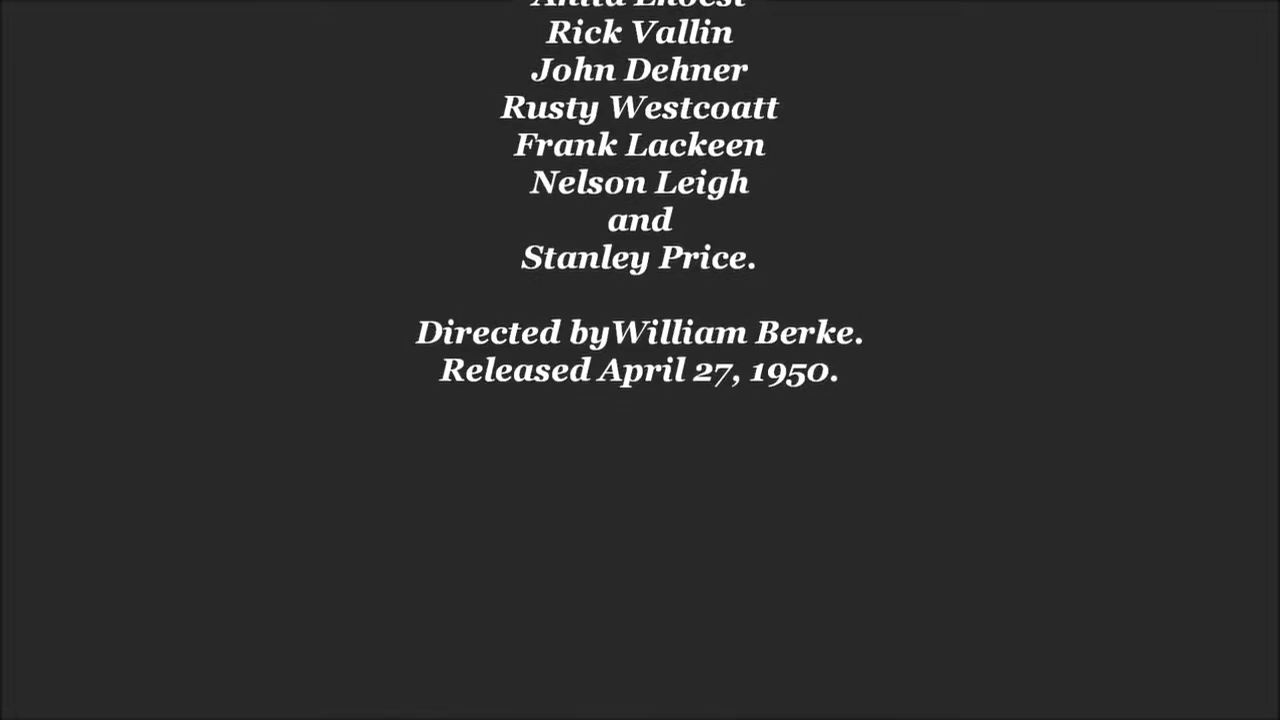 Rick Vallin
John Dehner
Rusty Westcoatt
Frank Lackeen
Nelson Leigh
and
Stanley Price.
Directed byWilliam Berke.
Released April 27, 1950.